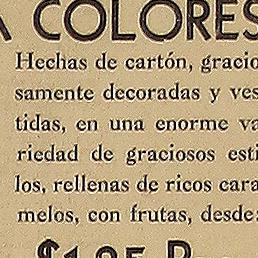 A COLORES
Hechas de cartón, gracio
samente decoradas y ves
tidas, en una enorme va
riedad de graciosos esti
los, rellenas de ricos cara
melos, con frutas, desde: